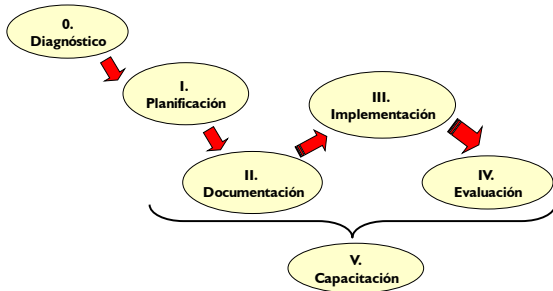 0.
Diagnóstico
I.
Planificación
II.
Documentación
III.
Implementación
IV.
Evaluación
V.
Capacitación